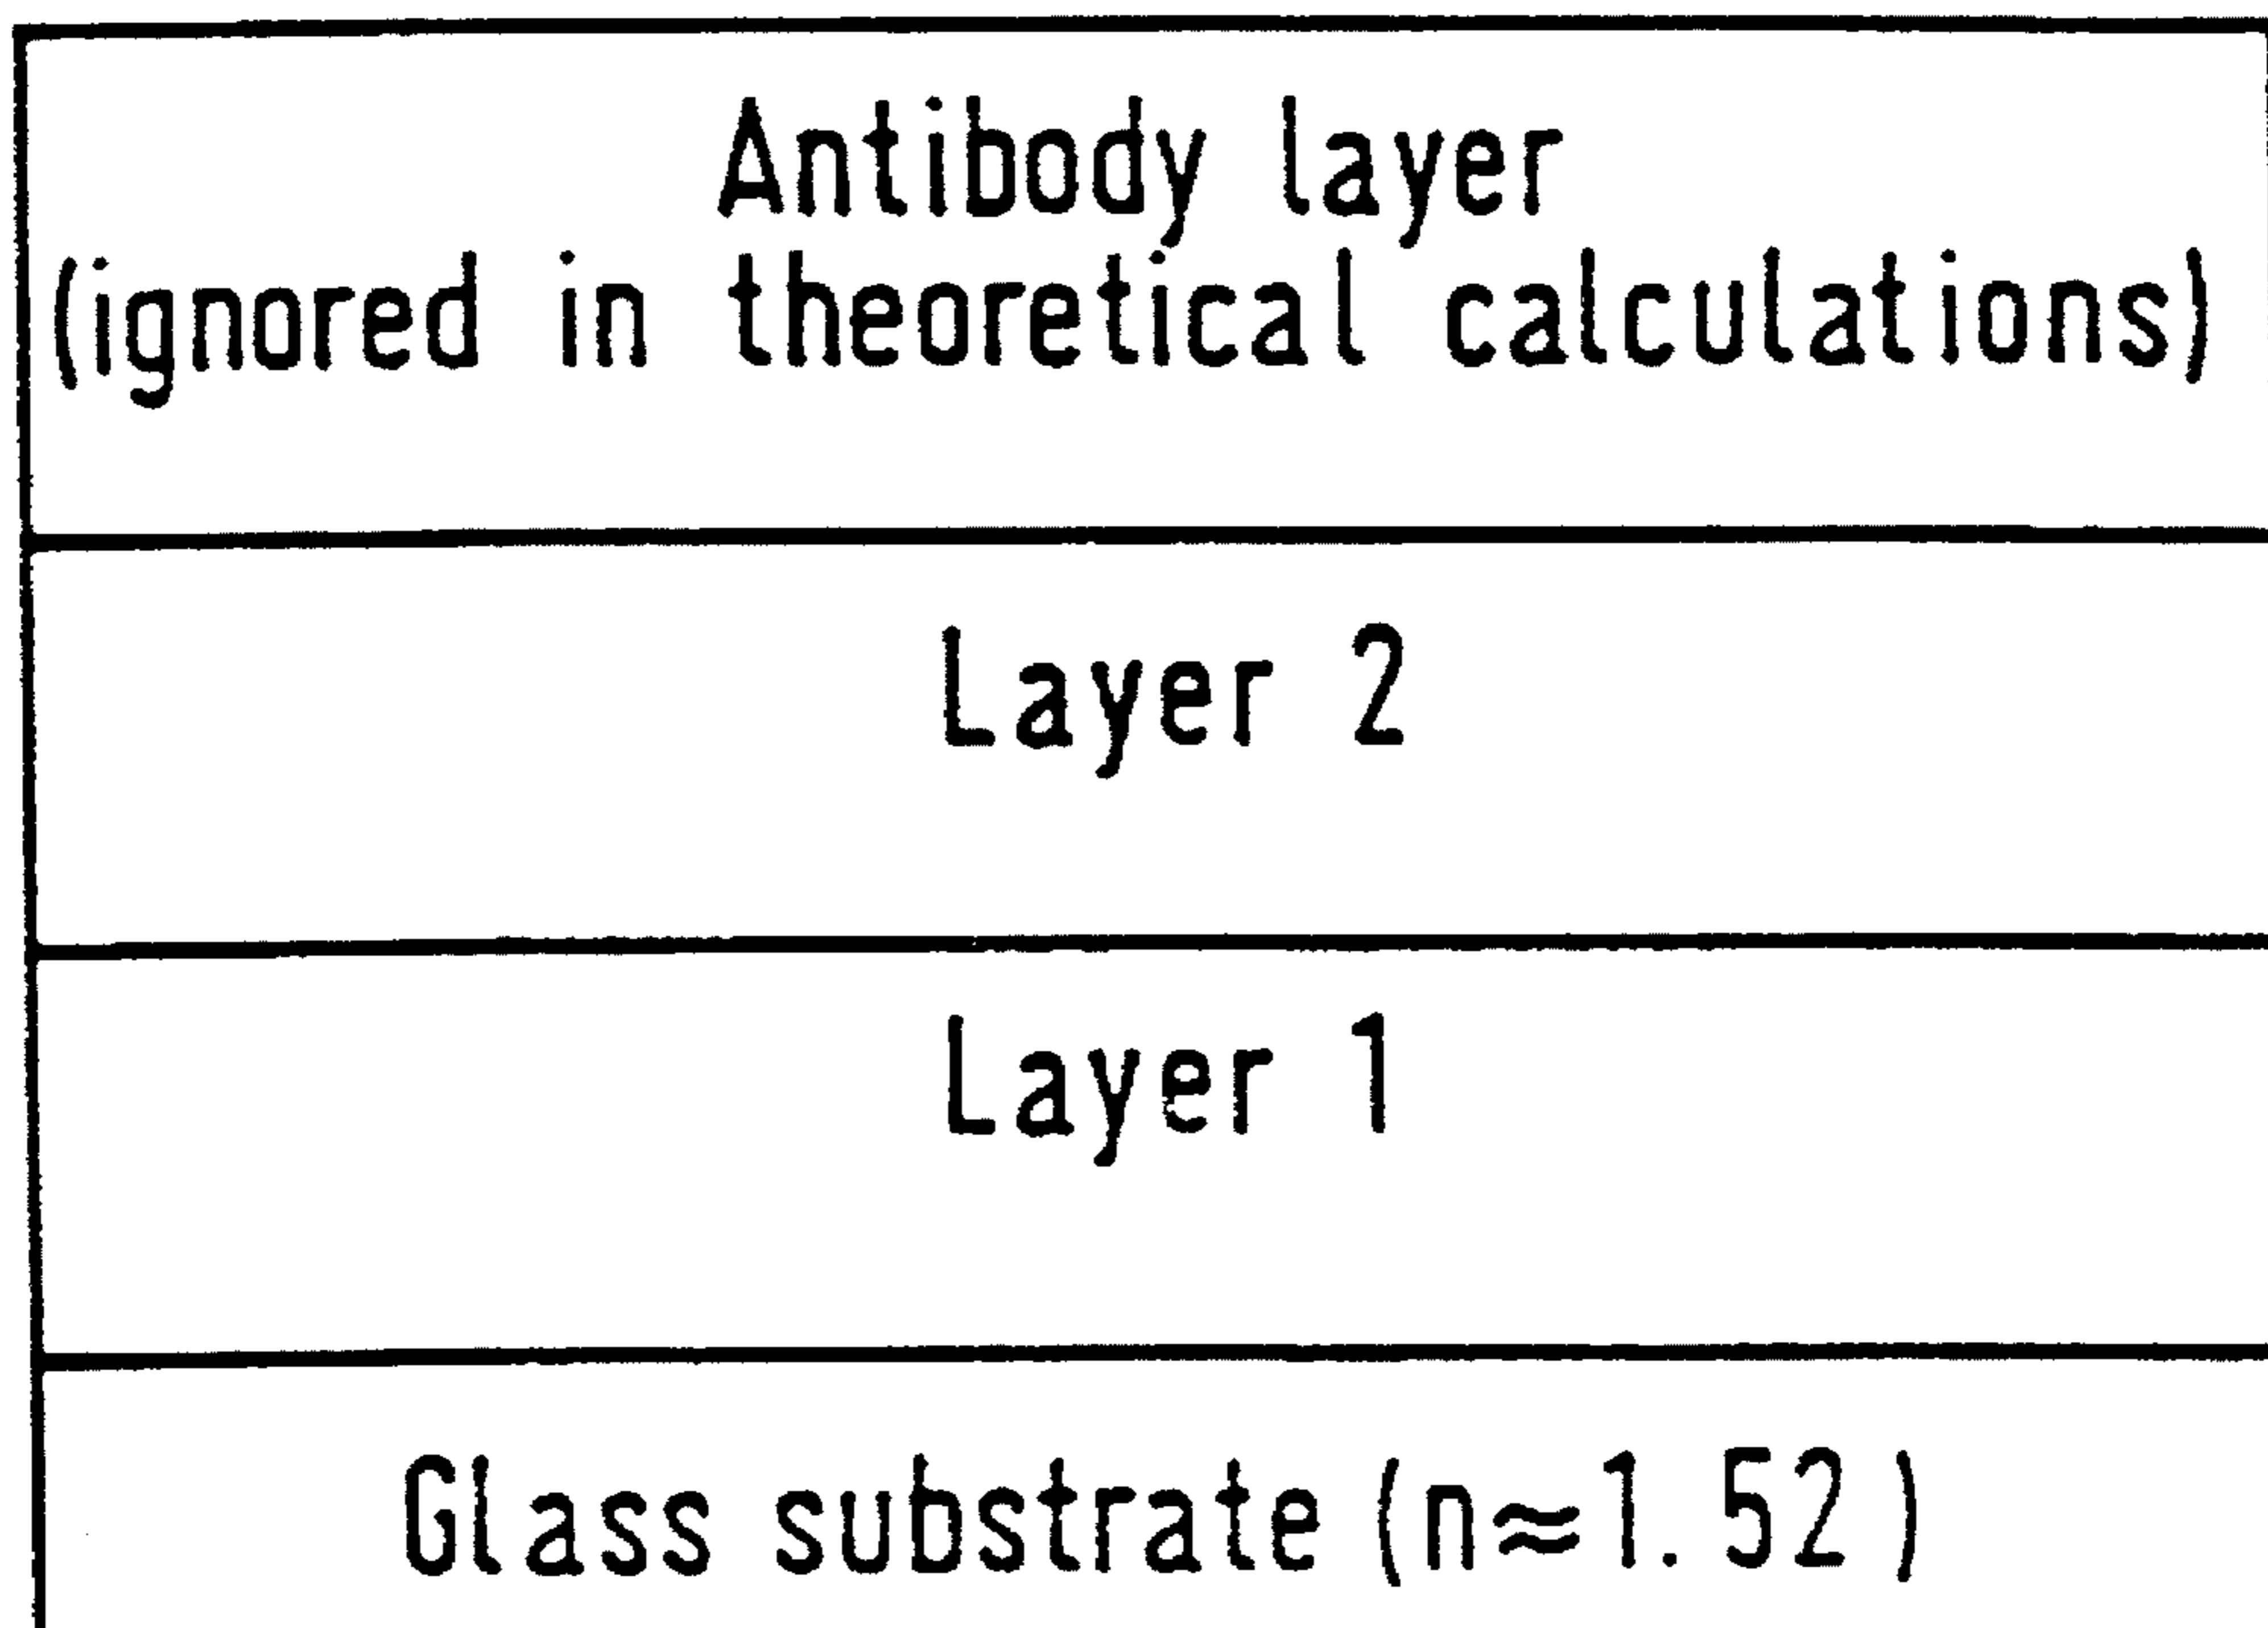 Antibody layer
(ignored in theoretical calculations)
Layer 2
Layer 1
Glass substrate (n≈1.52)